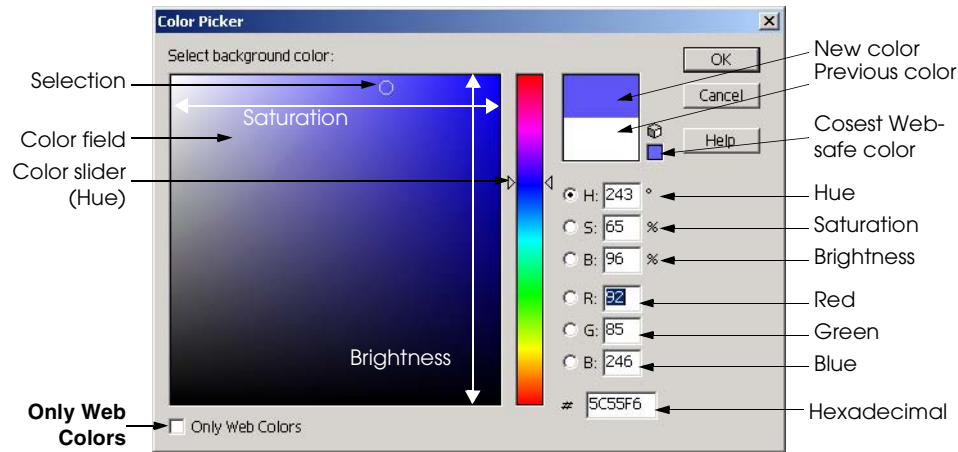 Color Picker
Select background color:
OK
Cancel
Help
New color
Previous color
Cosest Web-
safe color
Selection
Saturation
Color field
Color slider
(Hue)
H: 243 °
Hue
S: 65 %
Saturation
B: 96 %
Brightness
R: 92
Red
G: 85
Green
B: 246
Blue
Brightness
# 5C55F6
Hexadecimal
Only Web
Colors
Only Web Colors